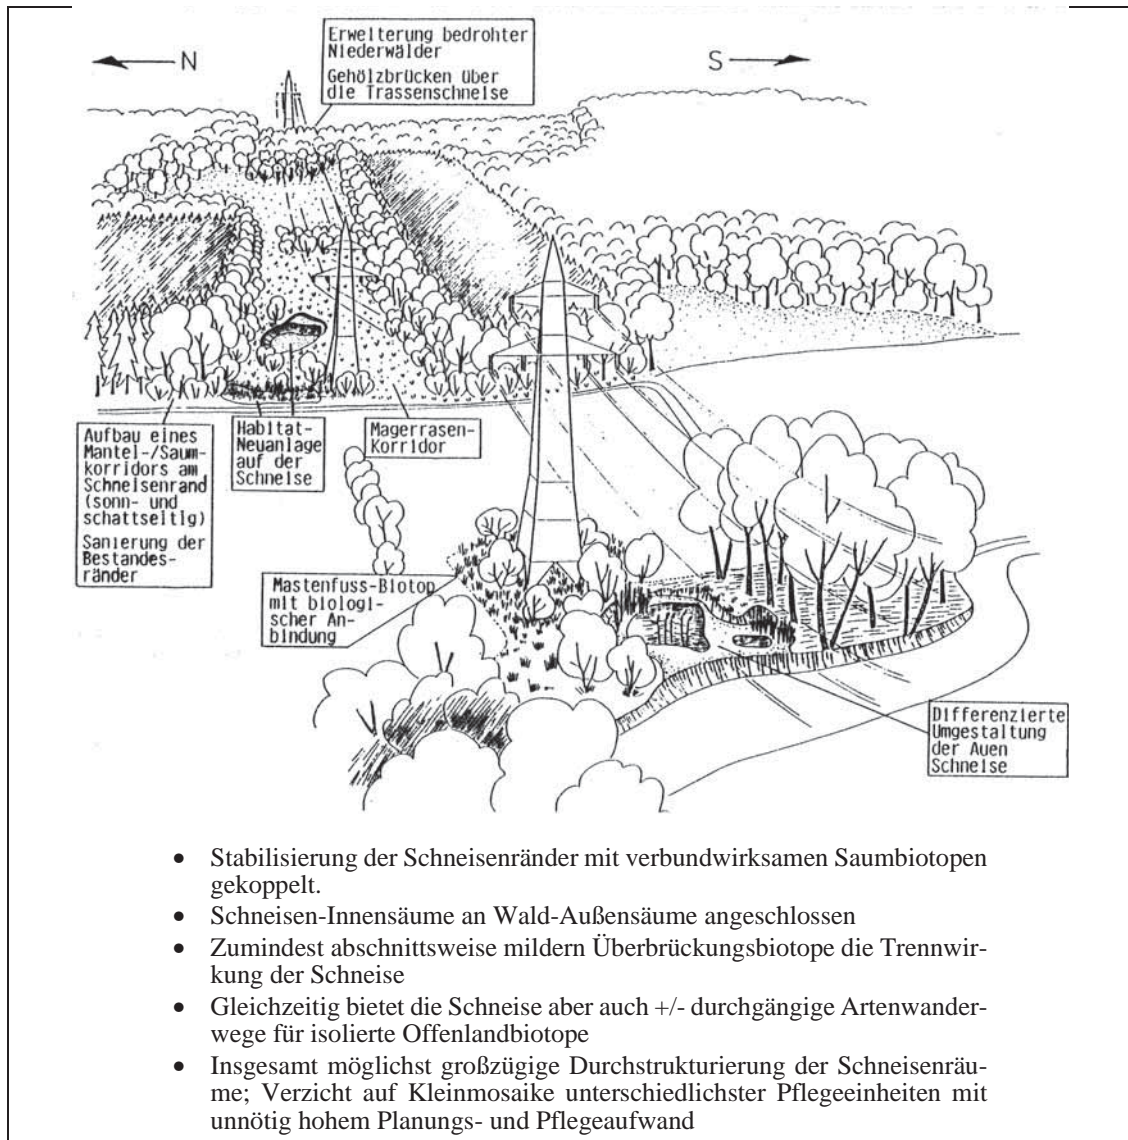 Erweiterung bedrohter
Niederwälder
Gehölzbrücken über
die Trassenschneise
N
S
Aufbau eines
Mantel-/Saum-
korridors am
Schneisenrand
(sonn- und
schattseitig)
Sanierung der
Bestandes-
ränder
Habitat-
Neuanlage
auf der
Schneise
Magerrasen-
Korridor
Mastenfuss-Biotop
mit biologi-
scher An-
bindung
Differenzierte
Umgestaltung
der Auen
Schneise
• Stabilisierung der Schneisenränder mit verbundwirksamen Saumbiotopen
gekoppelt.
• Schneisen-Innensäume an Wald-Außensäume angeschlossen
• Zumindest abschnittsweise mildern Überbrückungsbiotope die Trennwir-
kung der Schneise
• Gleichzeitig bietet die Schneise aber auch +/- durchgängige Artenwander-
wege für isolierte Offenlandbiotope
• Insgesamt möglichst großzügige Durchstrukturierung der Schneisenräu-
me; Verzicht auf Kleinmosaike unterschiedlichster Pflegeeinheiten mit
unnötig hohem Planungs- und Pflegeaufwand